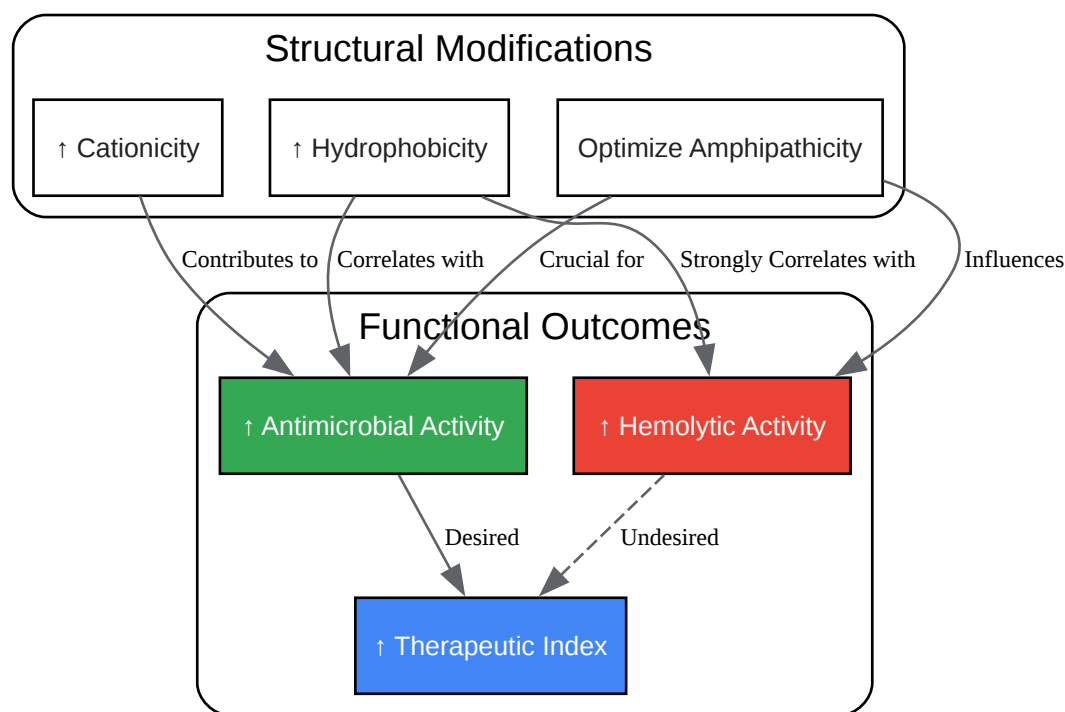 Structural Modifications
↑ Cationicity
↑ Hydrophobicity
Optimize Amphipathicity
Contributes to
Correlates with
Crucial for
Strongly Correlates with
Influences
Functional Outcomes
↑ Antimicrobial Activity
↑ Hemolytic Activity
Desired
Undesired
↑ Therapeutic Index